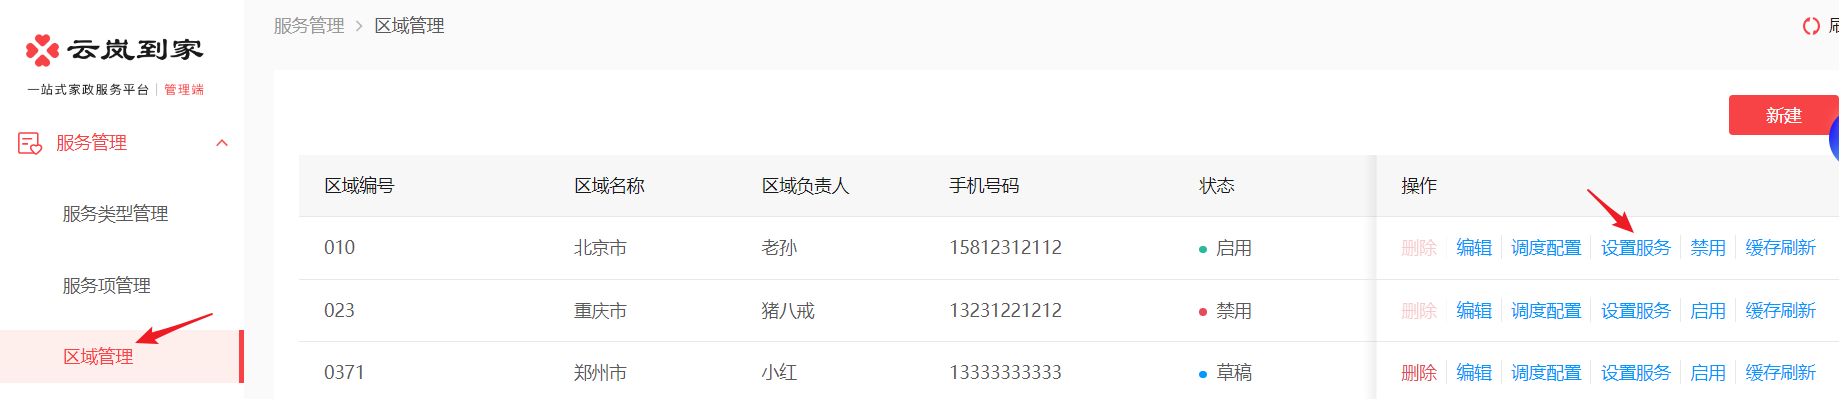 服务管理 > 区域管理
云岚到家
一站式家政服务平台 | 管理端
服务管理
服务类型管理
服务项管理
区域管理
新建
区域编号 区域名称 区域负责人 手机号码 状态 操作
010 北京市 老孙 15812312112 启用 删除 编辑 调度配置 设置服务 禁用 缓存刷新
023 重庆市 猪八戒 13231221212 禁用 删除 编辑 调度配置 设置服务 启用 缓存刷新
0371 郑州市 小红 13333333333 草稿 删除 编辑 调度配置 设置服务 启用 缓存刷新